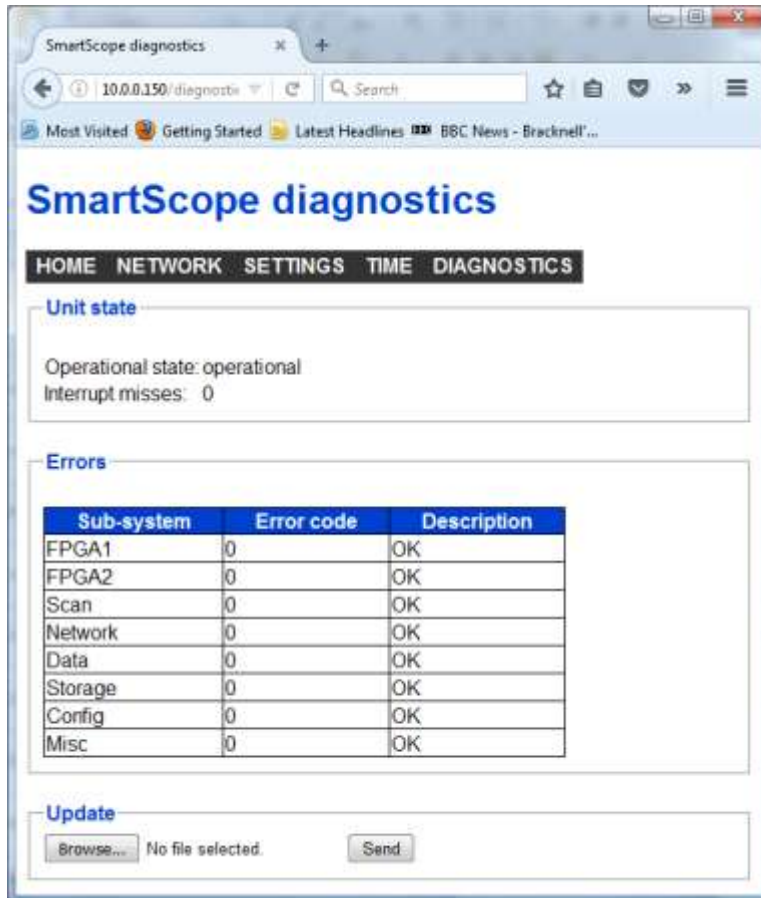 SmartScope diagnostics
10.0.0.150/diagnostic
Search
Most Visited Getting Started Latest Headlines BBC News - Bracknell'...
SmartScope diagnostics
HOME NETWORK SETTINGS TIME DIAGNOSTICS
Unit state
Operational state: operational
Interrupt misses: 0
Errors
Sub-system Error code Description
FPGA1 0 OK
FPGA2 0 OK
Scan 0 OK
Network 0 OK
Data 0 OK
Storage 0 OK
Config 0 OK
Misc 0 OK
Update
Browse... No file selected. Send